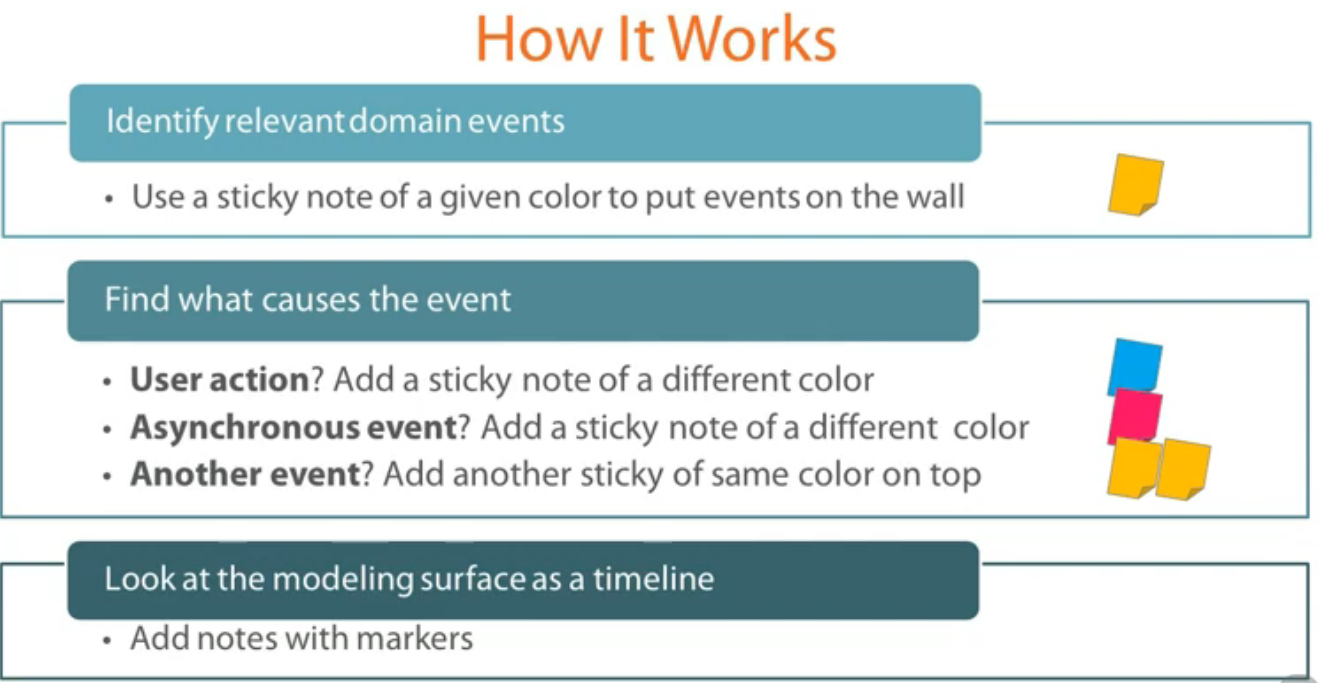 How It Works
Identify relevant domain events
• Use a sticky note of a given color to put events on the wall
Find what causes the event
• User action? Add a sticky note of a different color
• Asynchronous event? Add a sticky note of a different color
• Another event? Add another sticky of same color on top
Look at the modeling surface as a timeline
• Add notes with markers